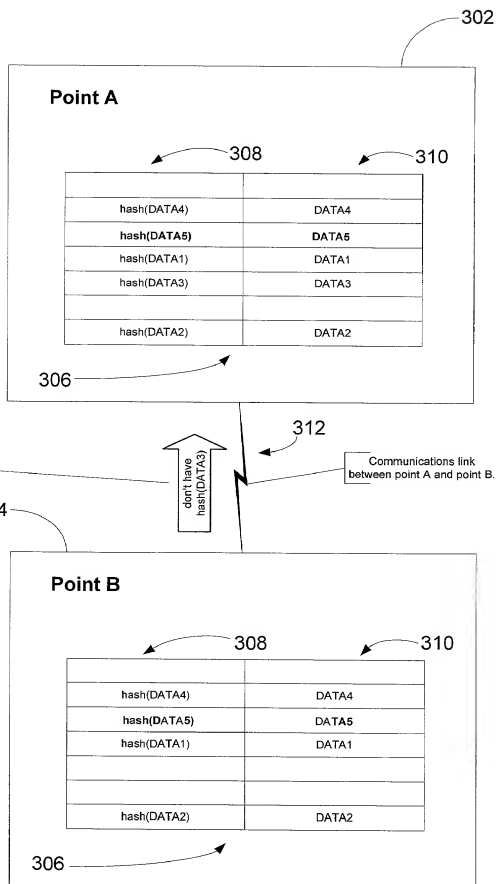 302
Point A
308
310
hash(DATA4) DATA4
hash(DATA5) DATA5
hash(DATA1) DATA1
hash(DATA3) DATA3
hash(DATA2) DATA2
306
312
don't have
hash(DATA3)
Communications link
between point A and point B.
4
Point B
308
310
hash(DATA4) DATA4
hash(DATA5) DATA5
hash(DATA1) DATA1
hash(DATA2) DATA2
306